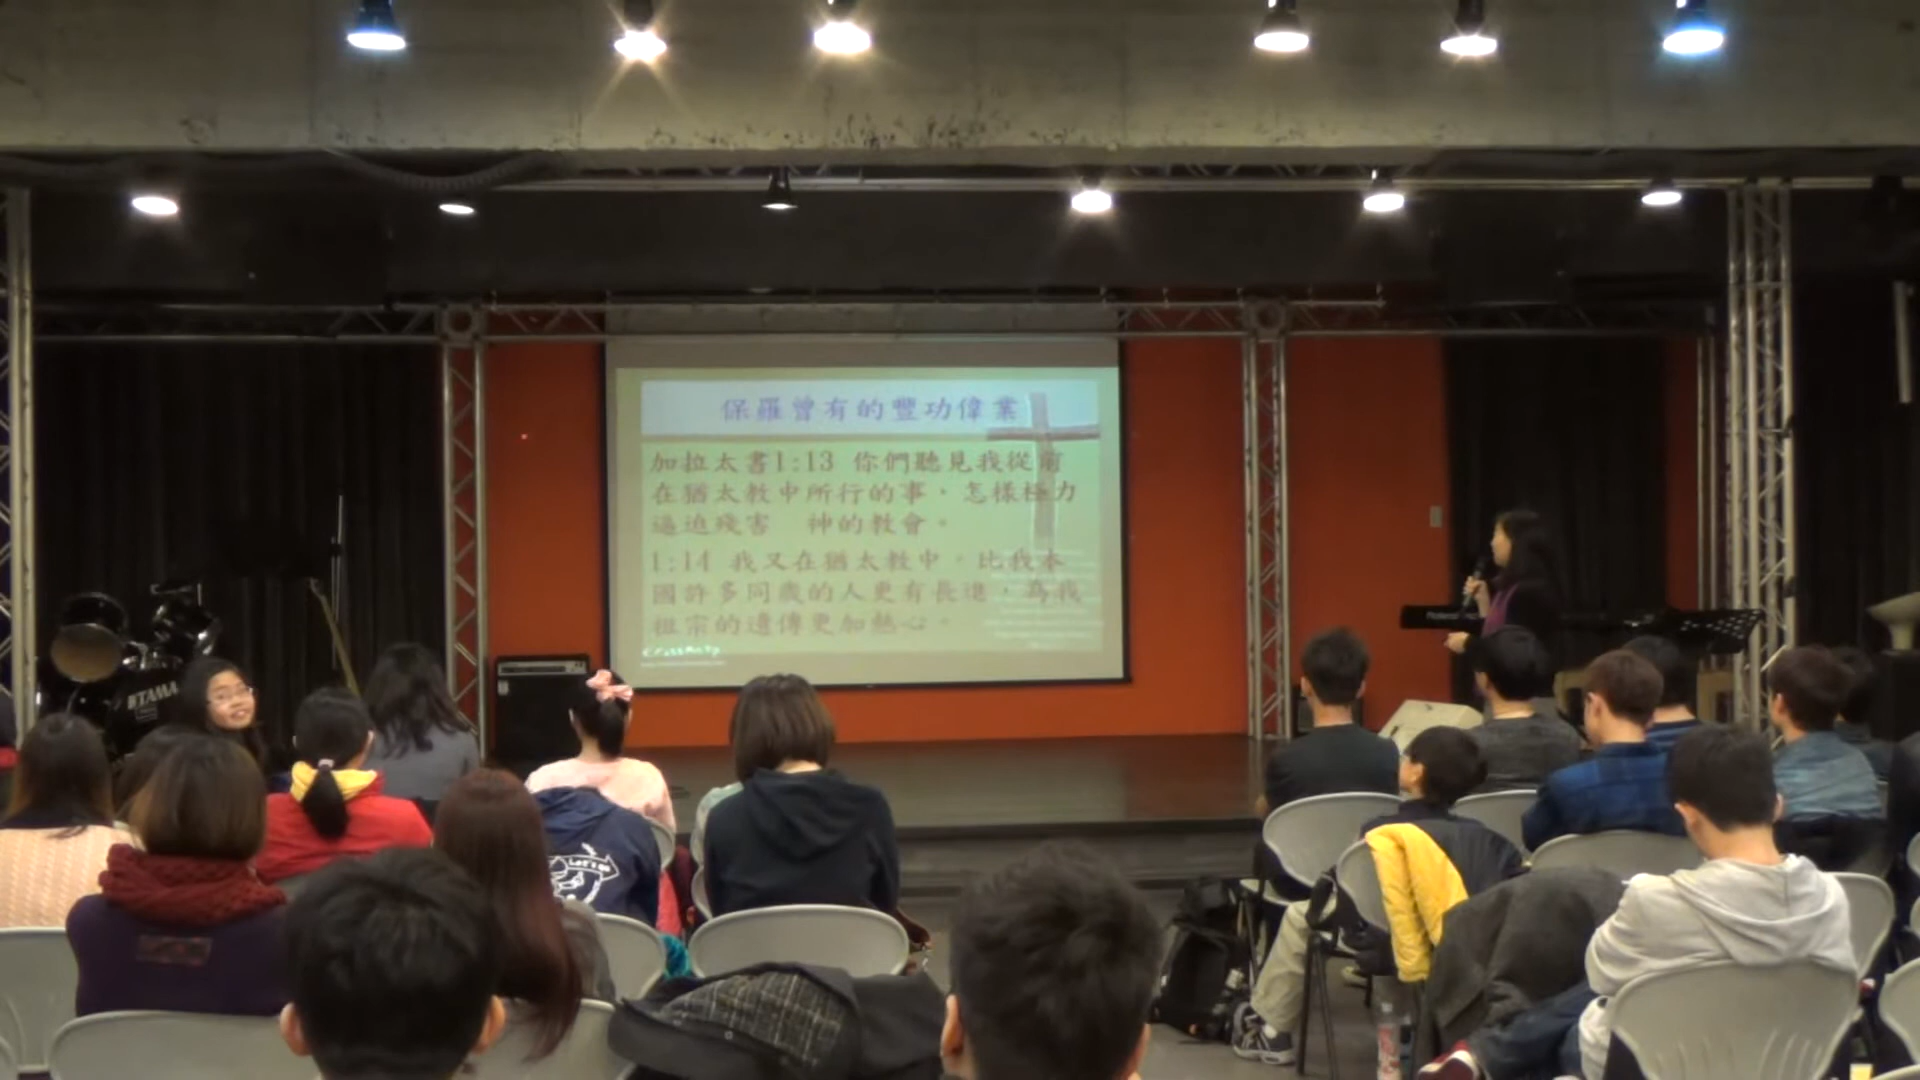 保羅曾有的豐功偉業
加拉太書1:13 你們聽見我從前
在猶太教中所行的事，怎樣極力
逼迫殘害　神的教會。
1:14 我又在猶太教中，比我本
國許多同歲的人更有長進，為我
祖宗的遺傳更加熱心。
TAMA
Let's Go